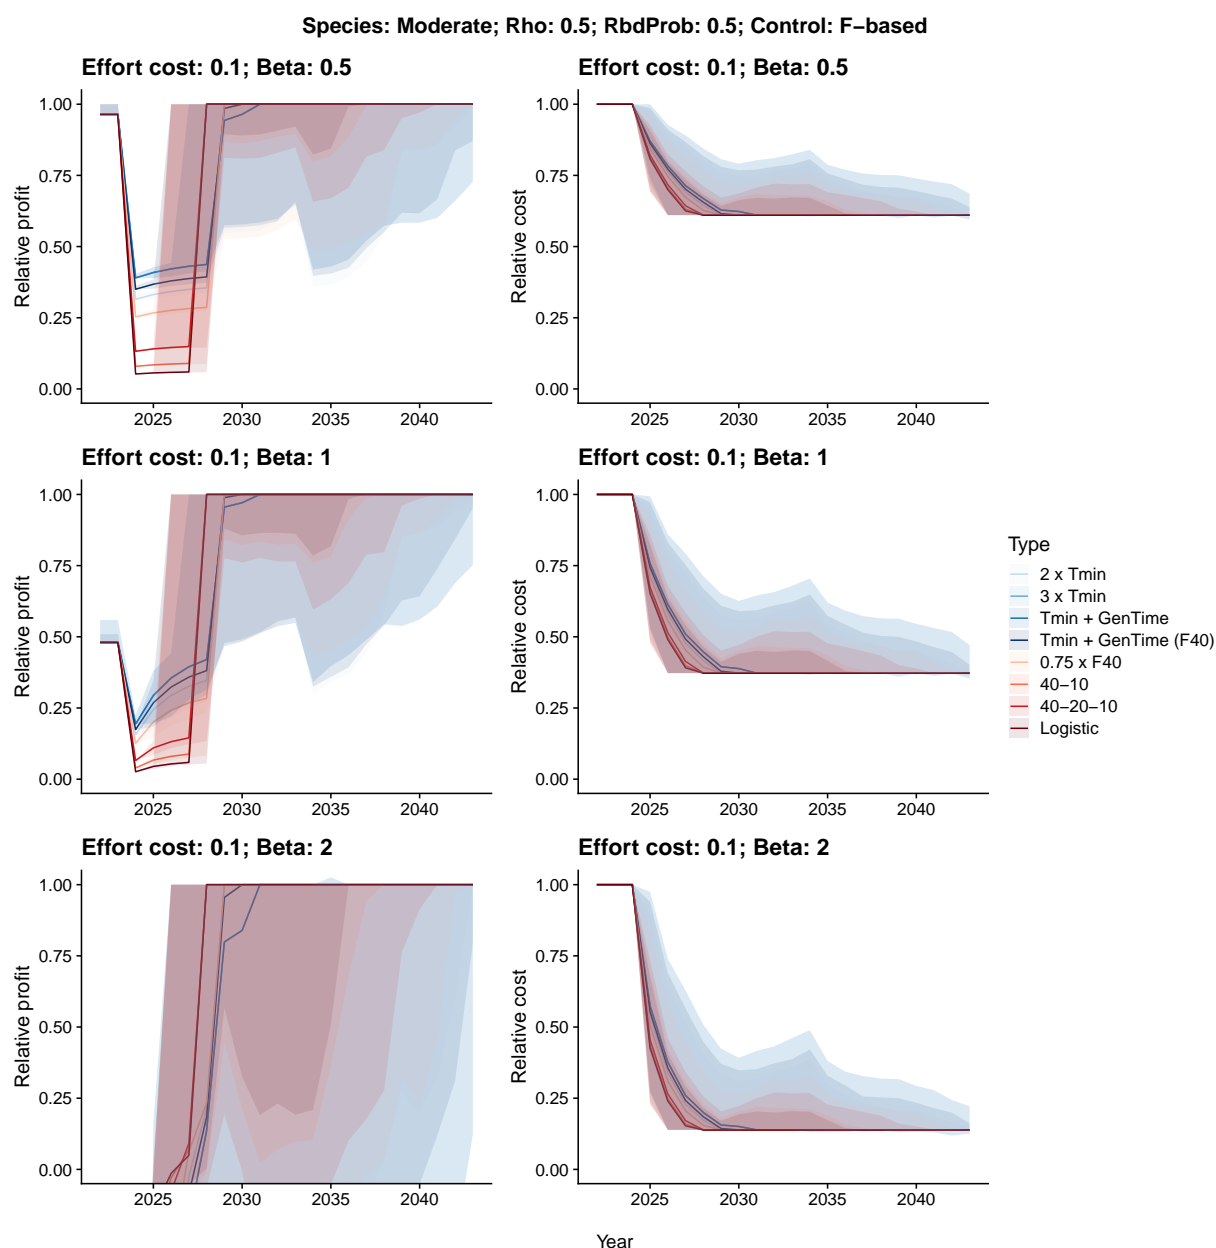 Species: Moderate; Rho: 0.5; RbdProb: 0.5; Control: F−based
Effort cost: 0.1; Beta: 0.5
Relative profit
1.00
0.75
0.50
0.25
0.00
2025 2030 2035 2040
Effort cost: 0.1; Beta: 0.5
Relative cost
1.00
0.75
0.50
0.25
0.00
2025 2030 2035 2040
Effort cost: 0.1; Beta: 1
Relative profit
1.00
0.75
0.50
0.25
0.00
2025 2030 2035 2040
Effort cost: 0.1; Beta: 1
Relative cost
1.00
0.75
0.50
0.25
0.00
2025 2030 2035 2040
Effort cost: 0.1; Beta: 2
Relative profit
1.00
0.75
0.50
0.25
0.00
2025 2030 2035 2040
Effort cost: 0.1; Beta: 2
Relative cost
1.00
0.75
0.50
0.25
0.00
2025 2030 2035 2040
Year
Type
2 x Tmin
3 x Tmin
Tmin + GenTime
Tmin + GenTime (F40)
0.75 x F40
40−10
40−20−10
Logistic